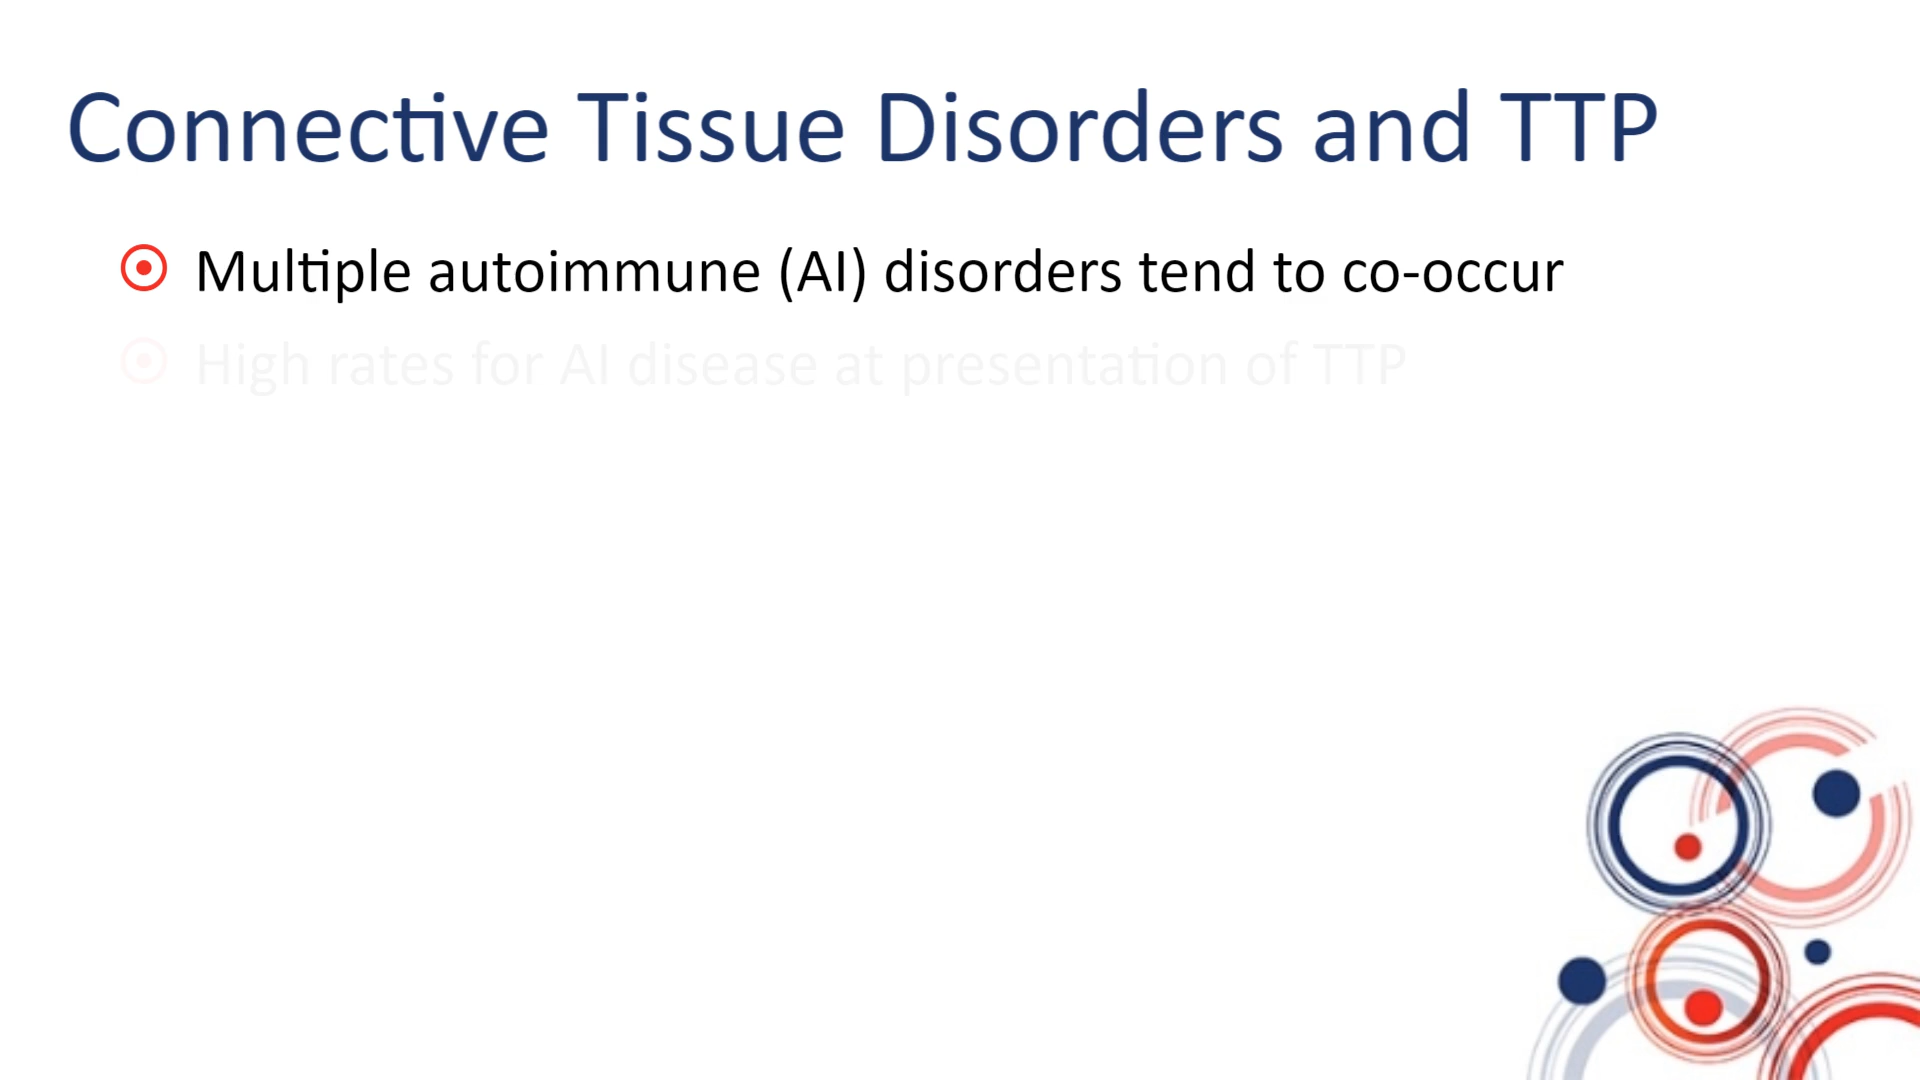 Connective Tissue Disorders and TTP
Multiple autoimmune (AI) disorders tend to co-occur
High rates for AI disease at presentation of TTP